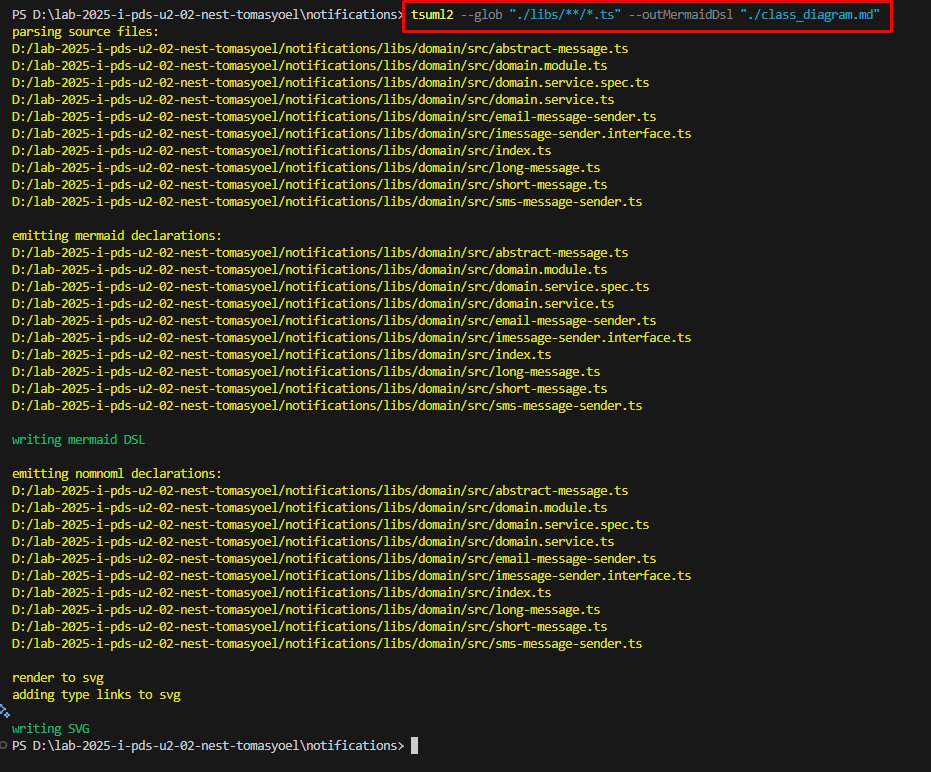 PS D:\lab-2025-i-pds-u2-02-nest-tomasyoel\notifications> tsuml2 --glob "./libs/**/*.ts" --outMermaidDsl "./class_diagram.md"
parsing source files:
D:/lab-2025-i-pds-u2-02-nest-tomasyoel/notifications/libs/domain/src/abstract-message.ts
D:/lab-2025-i-pds-u2-02-nest-tomasyoel/notifications/libs/domain/src/domain.module.ts
D:/lab-2025-i-pds-u2-02-nest-tomasyoel/notifications/libs/domain/src/domain.service.spec.ts
D:/lab-2025-i-pds-u2-02-nest-tomasyoel/notifications/libs/domain/src/domain.service.ts
D:/lab-2025-i-pds-u2-02-nest-tomasyoel/notifications/libs/domain/src/email-message-sender.ts
D:/lab-2025-i-pds-u2-02-nest-tomasyoel/notifications/libs/domain/src/imessage-sender.interface.ts
D:/lab-2025-i-pds-u2-02-nest-tomasyoel/notifications/libs/domain/src/index.ts
D:/lab-2025-i-pds-u2-02-nest-tomasyoel/notifications/libs/domain/src/long-message.ts
D:/lab-2025-i-pds-u2-02-nest-tomasyoel/notifications/libs/domain/src/short-message.ts
D:/lab-2025-i-pds-u2-02-nest-tomasyoel/notifications/libs/domain/src/sms-message-sender.ts
emitting mermaid declarations:
D:/lab-2025-i-pds-u2-02-nest-tomasyoel/notifications/libs/domain/src/abstract-message.ts
D:/lab-2025-i-pds-u2-02-nest-tomasyoel/notifications/libs/domain/src/domain.module.ts
D:/lab-2025-i-pds-u2-02-nest-tomasyoel/notifications/libs/domain/src/domain.service.spec.ts
D:/lab-2025-i-pds-u2-02-nest-tomasyoel/notifications/libs/domain/src/domain.service.ts
D:/lab-2025-i-pds-u2-02-nest-tomasyoel/notifications/libs/domain/src/email-message-sender.ts
D:/lab-2025-i-pds-u2-02-nest-tomasyoel/notifications/libs/domain/src/imessage-sender.interface.ts
D:/lab-2025-i-pds-u2-02-nest-tomasyoel/notifications/libs/domain/src/index.ts
D:/lab-2025-i-pds-u2-02-nest-tomasyoel/notifications/libs/domain/src/long-message.ts
D:/lab-2025-i-pds-u2-02-nest-tomasyoel/notifications/libs/domain/src/short-message.ts
D:/lab-2025-i-pds-u2-02-nest-tomasyoel/notifications/libs/domain/src/sms-message-sender.ts
writing mermaid DSL
emitting nomnoml declarations:
D:/lab-2025-i-pds-u2-02-nest-tomasyoel/notifications/libs/domain/src/abstract-message.ts
D:/lab-2025-i-pds-u2-02-nest-tomasyoel/notifications/libs/domain/src/domain.module.ts
D:/lab-2025-i-pds-u2-02-nest-tomasyoel/notifications/libs/domain/src/domain.service.spec.ts
D:/lab-2025-i-pds-u2-02-nest-tomasyoel/notifications/libs/domain/src/domain.service.ts
D:/lab-2025-i-pds-u2-02-nest-tomasyoel/notifications/libs/domain/src/email-message-sender.ts
D:/lab-2025-i-pds-u2-02-nest-tomasyoel/notifications/libs/domain/src/imessage-sender.interface.ts
D:/lab-2025-i-pds-u2-02-nest-tomasyoel/notifications/libs/domain/src/index.ts
D:/lab-2025-i-pds-u2-02-nest-tomasyoel/notifications/libs/domain/src/long-message.ts
D:/lab-2025-i-pds-u2-02-nest-tomasyoel/notifications/libs/domain/src/short-message.ts
D:/lab-2025-i-pds-u2-02-nest-tomasyoel/notifications/libs/domain/src/sms-message-sender.ts
render to svg
adding type links to svg
writing SVG
PS D:\lab-2025-i-pds-u2-02-nest-tomasyoel\notifications>